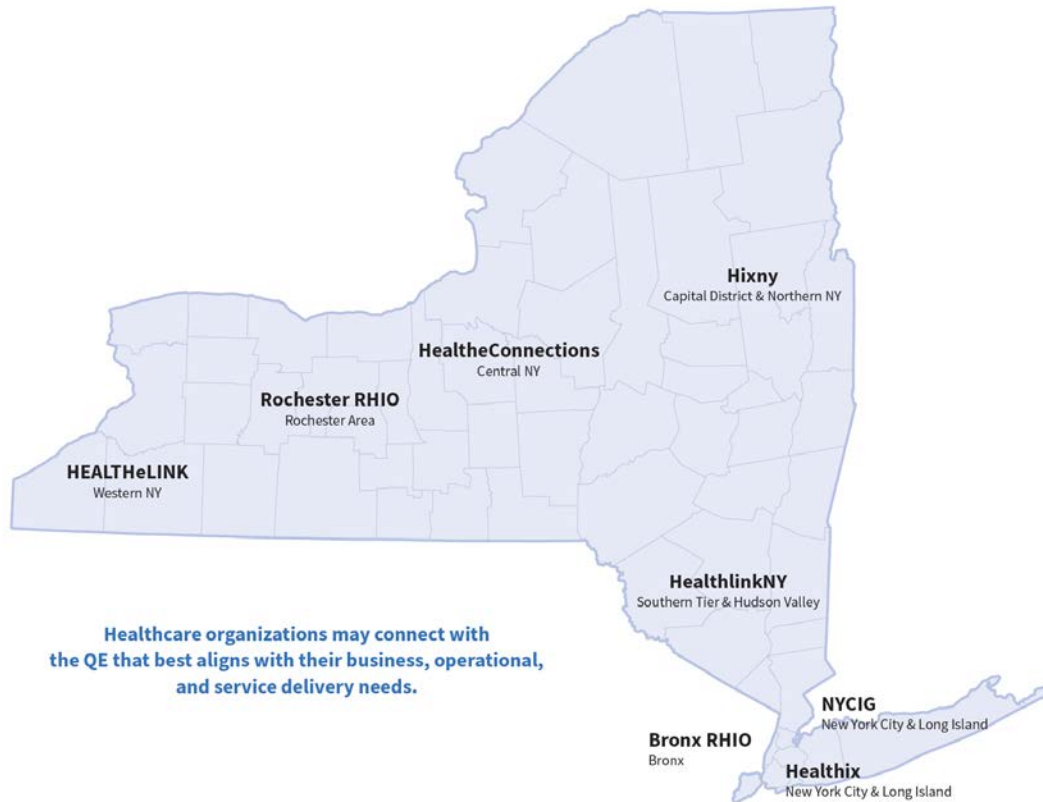 Hixny
Capital District & Northern NY
HealtheConnections
Central NY
Rochester RHIO
Rochester Area
HEALTHeLINK
Western NY
HealthlinkNY
Southern Tier & Hudson Valley
Healthcare organizations may connect with
the QE that best aligns with their business, operational,
and service delivery needs.
NYCIG
New York City & Long Island
Bronx RHIO
Bronx
Healthix
New York City & Long Island